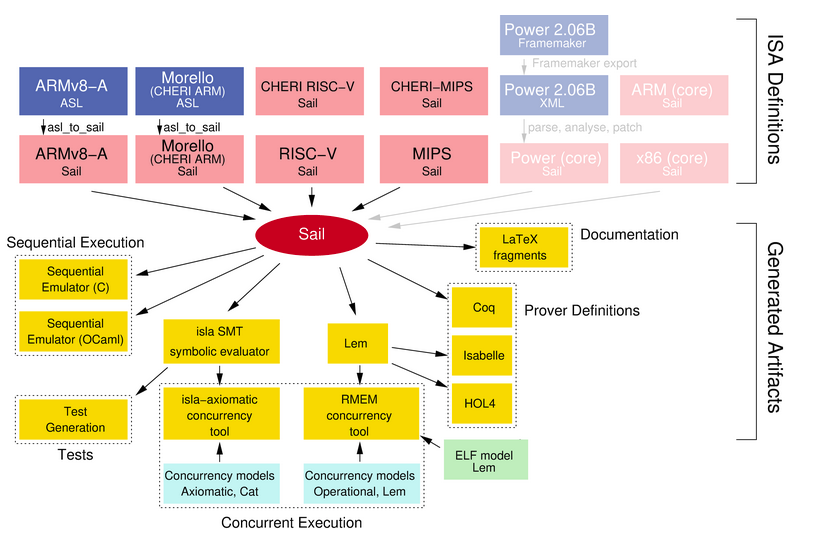 Power 2.06B
Framemaker
Framemaker export
ARMv8−A
ASL
Morello
(CHERI ARM)
ASL
CHERI RISC−V
Sail
CHERI−MIPS
Sail
Power 2.06B
XML
ARM (core)
Sail
asl_to_sail
asl_to_sail
parse, analyse, patch
ARMv8−A
Sail
Morello
(CHERI ARM)
Sail
RISC−V
Sail
MIPS
Sail
Power (core)
Sail
x86 (core)
Sail
ISA Definitions
Sail
Sequential Execution
Sequential
Emulator (C)
Sequential
Emulator (OCaml)
LaTeX
fragments
Documentation
Coq
Isabelle
HOL4
Prover Definitions
Generated Artifacts
isla SMT
symbolic evaluator
Lem
Test
Generation
Tests
isla−axiomatic
concurrency
tool
RMEM
concurrency
tool
ELF model
Lem
Concurrency models
Axiomatic, Cat
Concurrency models
Operational, Lem
Concurrent Execution